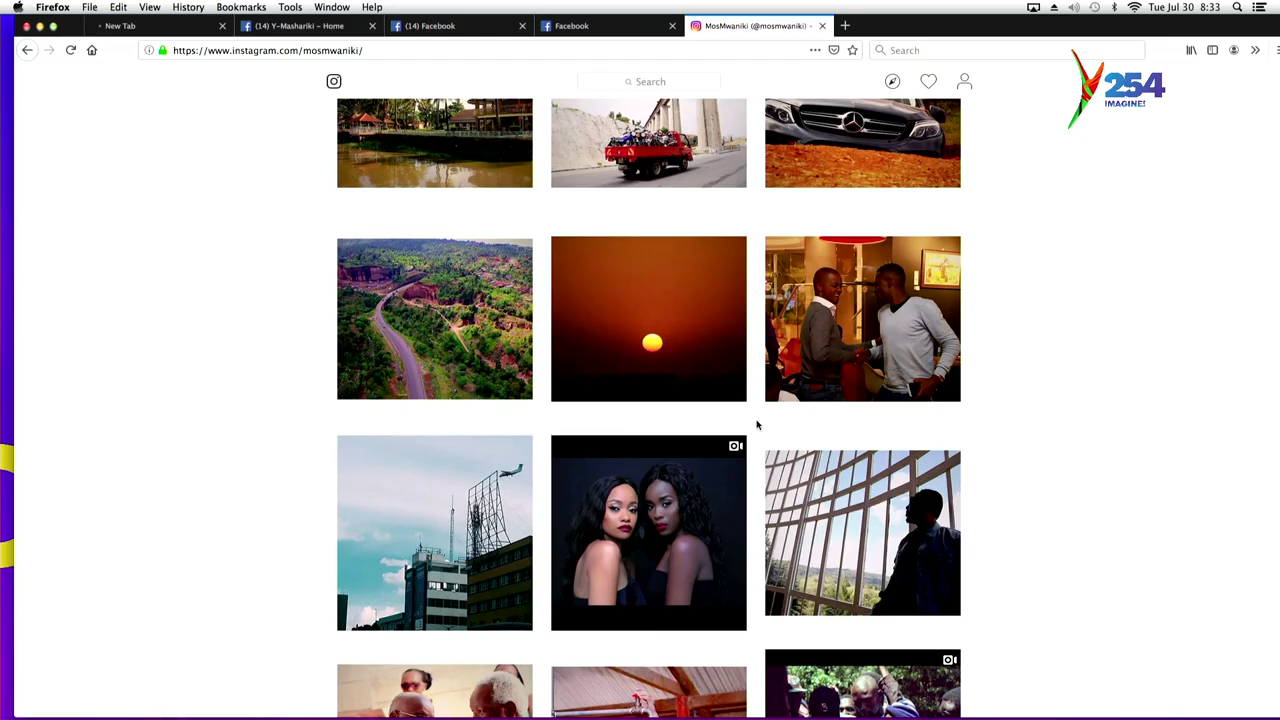 Firefox File Edit View History Bookmarks Tools Window Help Tue Jul 30 8:33
New Tab (14) Y-Mashariki - Home (14) Facebook Facebook MosMwaniki (@mosmwaniki) •
https://www.instagram.com/mosmwaniki/ Search
Search
Y254
IMAGINE!